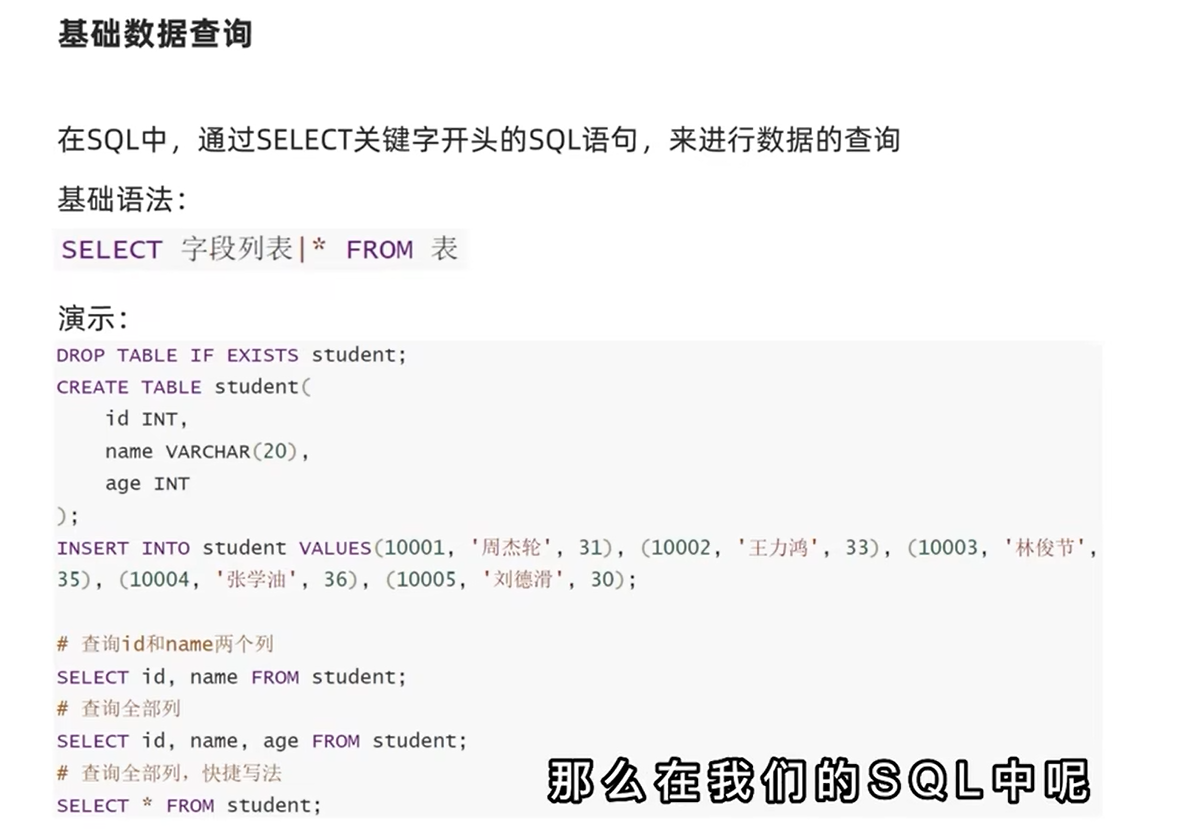 基础数据查询
在SQL中，通过SELECT关键字开头的SQL语句，来进行数据的查询
基础语法：
SELECT 字段列表|* FROM 表
演示：
DROP TABLE IF EXISTS student;
CREATE TABLE student(
    id INT,
    name VARCHAR(20),
    age INT
);
INSERT INTO student VALUES(10001, '周杰轮', 31), (10002, '王力鸿', 33), (10003, '林俊节',
35), (10004, '张学油', 36), (10005, '刘德滑', 30);
# 查询id和name两个列
SELECT id, name FROM student;
# 查询全部列
SELECT id, name, age FROM student;
# 查询全部列，快捷写法
SELECT * FROM student;
那么在我们的SQL中呢